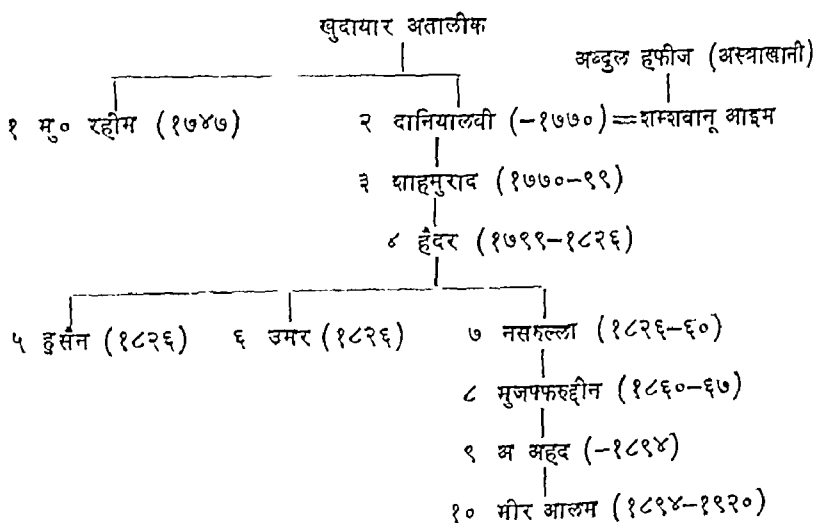 खुदायार अतालीक
अब्दुल हफीज (अस्त्राखानी)
१ मु० रहीम (१७४७) २ दानियालवी (-१७७०)=शम्शवानू आइम
३ शाहमुराद (१७७०-९९)
४ हैदर (१७९९-१८२६)
५ हुसैन (१८२६) ६ उमर (१८२६) ७ नसरुल्ला (१८२६-६०)
८ मुजफ्फरुद्दीन (१८६०-६७)
९ अ अहद (-१८९४)
१० मीर आलम (१८९४-१९२०)